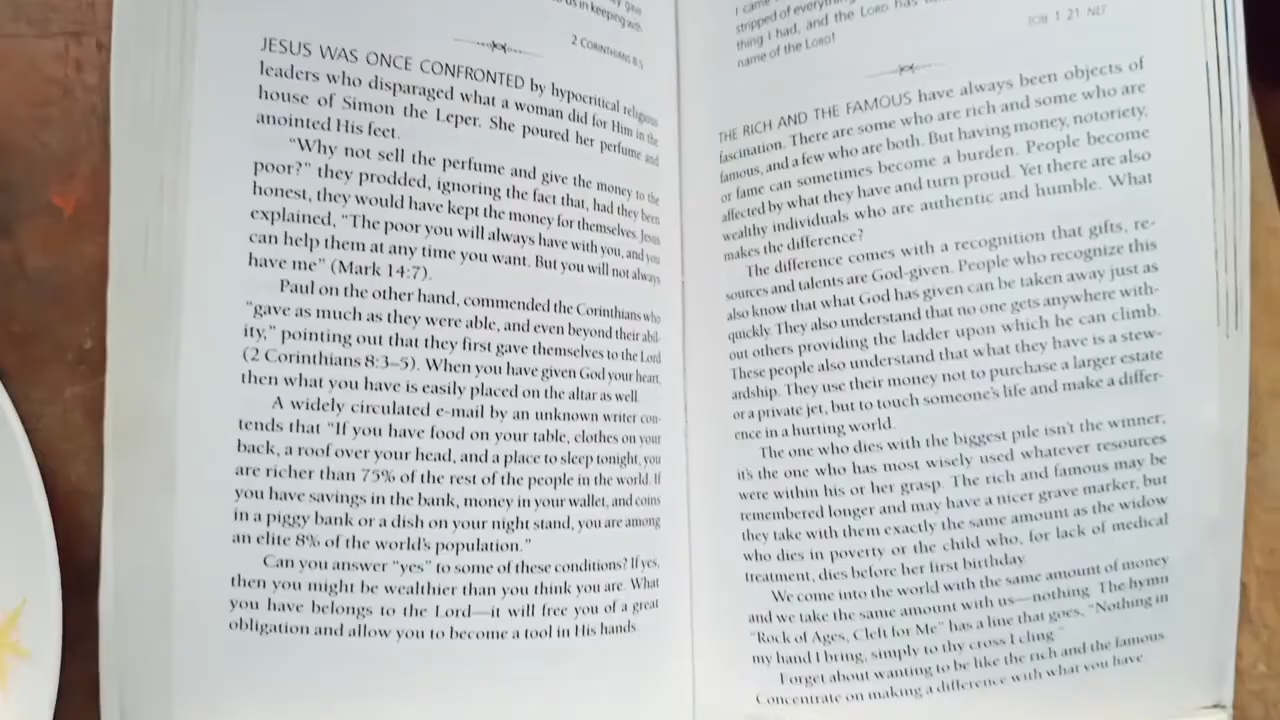 us in keeping with
2 CORINTHIANS 8:5
JESUS WAS ONCE CONFRONTED by hypocritical religious
leaders who disparaged what a woman did for Him in the
house of Simon the Leper. She poured her perfume and
anointed His feet.
"Why not sell the perfume and give the money to the
poor?" they prodded, ignoring the fact that, had they been
honest, they would have kept the money for themselves. Jesus
explained, "The poor you will always have with you, and you
can help them at any time you want. But you will not always
have me" (Mark 14:7).
Paul on the other hand, commended the Corinthians who
"gave as much as they were able, and even beyond their abil-
ity," pointing out that they first gave themselves to the Lord
(2 Corinthians 8:3–5). When you have given God your heart,
then what you have is easily placed on the altar as well.
A widely circulated e-mail by an unknown writer con-
tends that "If you have food on your table, clothes on your
back, a roof over your head, and a place to sleep tonight, you
are richer than 75% of the rest of the people in the world. If
you have savings in the bank, money in your wallet, and coins
in a piggy bank or a dish on your night stand, you are among
an elite 8% of the world's population."
Can you answer "yes" to some of these conditions? If yes,
then you might be wealthier than you think you are. What
you have belongs to the Lord—it will free you of a great
obligation and allow you to become a tool in His hands.
I came
stripped of everything
thing I had, and the LORD has
name of the LORD!
JOB 1 21 NLT
THE RICH AND THE FAMOUS have always been objects of
fascination. There are some who are rich and some who are
famous, and a few who are both. But having money, notoriety,
or fame can sometimes become a burden. People become
affected by what they have and turn proud. Yet there are also
wealthy individuals who are authentic and humble. What
makes the difference?
The difference comes with a recognition that gifts, re-
sources and talents are God-given. People who recognize this
also know that what God has given can be taken away just as
quickly. They also understand that no one gets anywhere with-
out others providing the ladder upon which he can climb.
These people also understand that what they have is a stew-
ardship. They use their money not to purchase a larger estate
or a private jet, but to touch someone's life and make a differ-
ence in a hurting world.
The one who dies with the biggest pile isn't the winner,
it's the one who has most wisely used whatever resources
were within his or her grasp. The rich and famous may be
remembered longer and may have a nicer grave marker, but
they take with them exactly the same amount as the widow
who dies in poverty or the child who, for lack of medical
treatment, dies before her first birthday.
We come into the world with the same amount of money
and we take the same amount with us—nothing. The hymn
"Rock of Ages, Cleft for Me" has a line that goes, "Nothing in
my hand I bring, simply to thy cross I cling."
Forget about wanting to be like the rich and the famous
Concentrate on making a difference with what you have